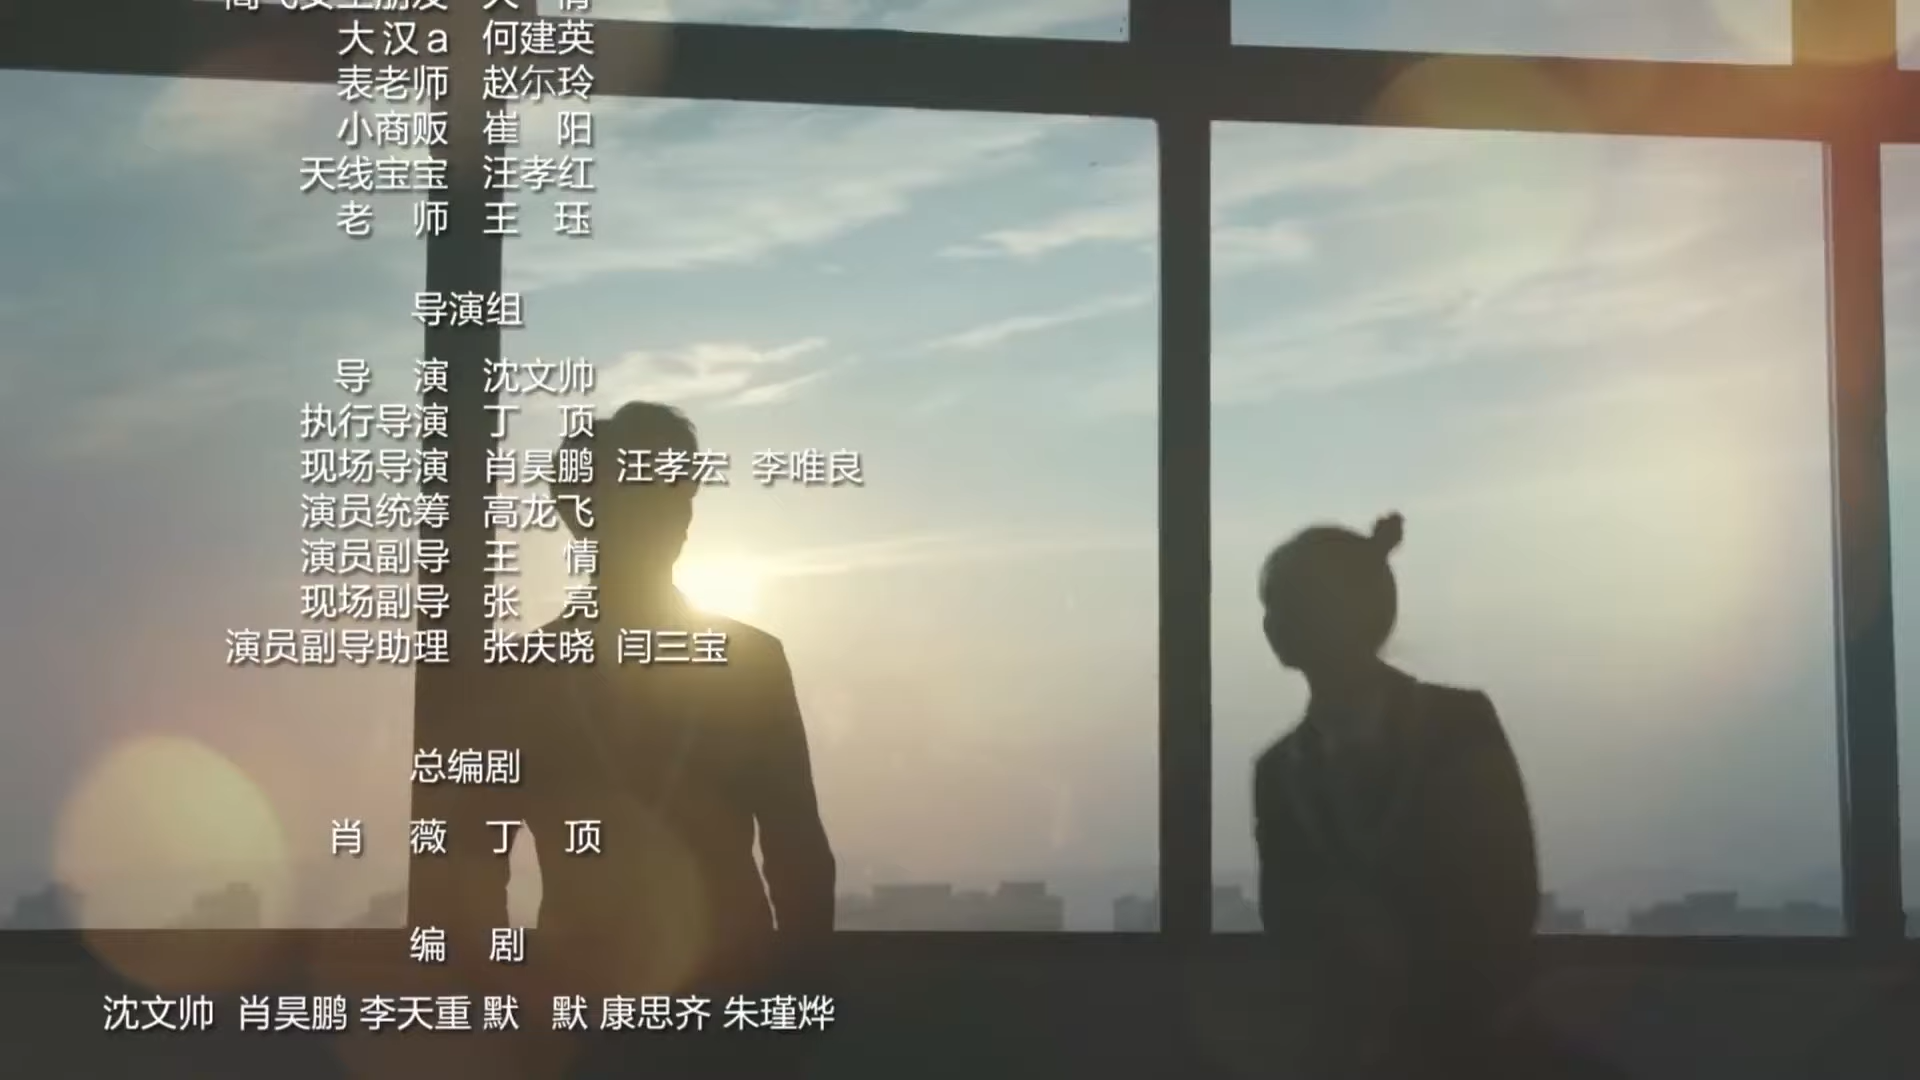 大汉a 何建英
表老师 赵尔玲
小商贩 崔 阳
天线宝宝 汪孝红
老 师 王 珏
导演组
导 演 沈文帅
执行导演 丁 顶
现场导演 肖昊鹏 汪孝宏 李唯良
演员统筹 高龙飞
演员副导 王 情
现场副导 张 亮
演员副导助理 张庆晓 闫三宝
总编剧
肖 薇 丁 顶
编 剧
沈文帅 肖昊鹏 李天重 默 默 康思齐 朱瑾烨